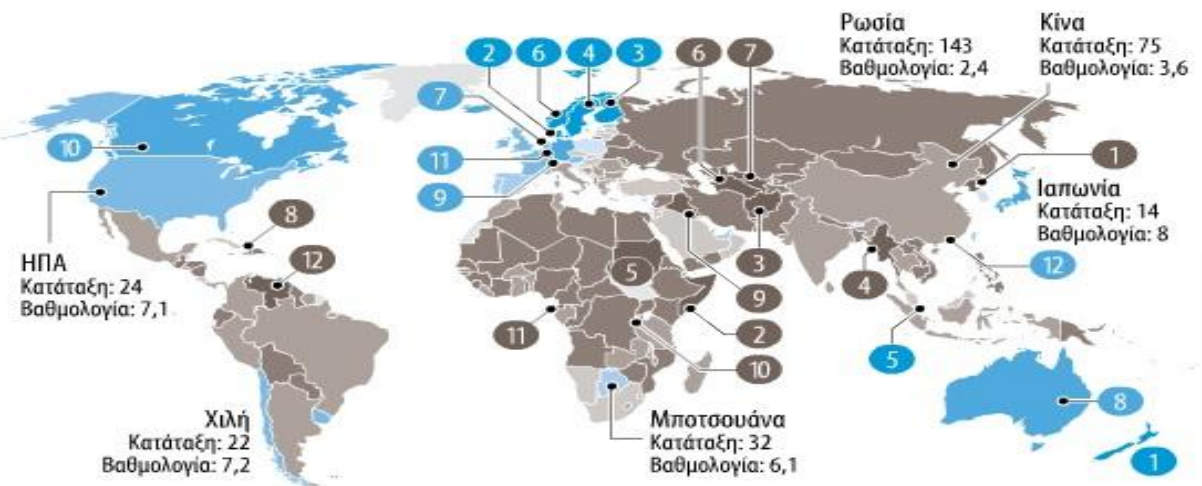 Ρωσία
Κατάταξη: 143
Βαθμολογία: 2,4
Κίνα
Κατάταξη: 75
Βαθμολογία: 3,6
2
6
4
3
6
7
7
10
11
9
1
Ιαπωνία
Κατάταξη: 14
Βαθμολογία: 8
8
ΗΠΑ
Κατάταξη: 24
Βαθμολογία: 7,1
12
5
3
4
12
9
11
2
10
5
8
Χιλή
Κατάταξη: 22
Βαθμολογία: 7,2
Μποτσουάνα
Κατάταξη: 32
Βαθμολογία: 6,1
1